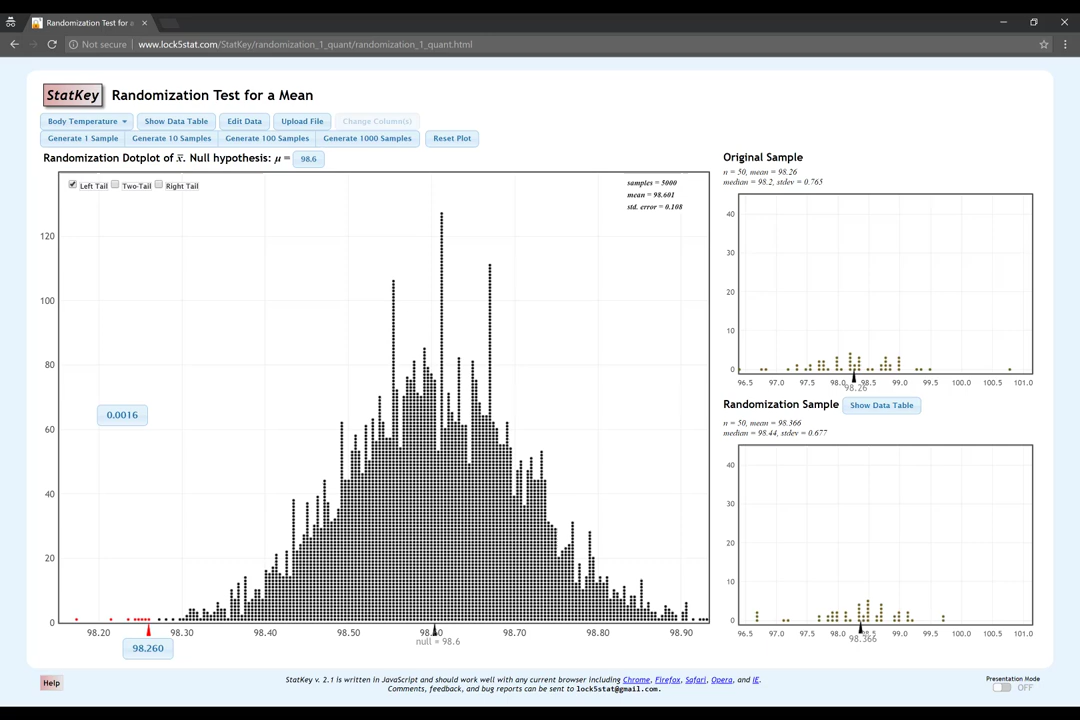 Randomization Test for a
Not secure
www.lock5stat.com/StatKey/randomization_1_quant/randomization_1_quant.html
StatKey Randomization Test for a Mean
Body Temperature Show Data Table Edit Data Upload File Change Column(s)
Generate 1 Sample Generate 10 Samples Generate 100 Samples Generate 1000 Samples Reset Plot
Randomization Dotplot of x̄. Null hypothesis: μ = 98.6
Left Tail Two-Tail Right Tail
samples = 5000
mean = 98.601
std. error = 0.108
120
100
80
60
40
20
0
0.0016
98.20 98.30 98.40 98.50 98.60 98.70 98.80 98.90
null = 98.6
98.260
Original Sample
n = 50, mean = 98.26
median = 98.2, stdev = 0.765
40
30
20
10
0
96.5 97.0 97.5 98.0 98.5 99.0 99.5 100.0 100.5 101.0
98.26
Randomization Sample Show Data Table
n = 50, mean = 98.366
median = 98.44, stdev = 0.677
40
30
20
10
0
96.5 97.0 97.5 98.0 98.5 99.0 99.5 100.0 100.5 101.0
98.366
Help
StatKey v. 2.1 is written in JavaScript and should work well with any current browser including Chrome, Firefox, Safari, Opera, and IE.
Comments, feedback, and bug reports can be sent to lock5stat@gmail.com.
Presentation Mode
OFF